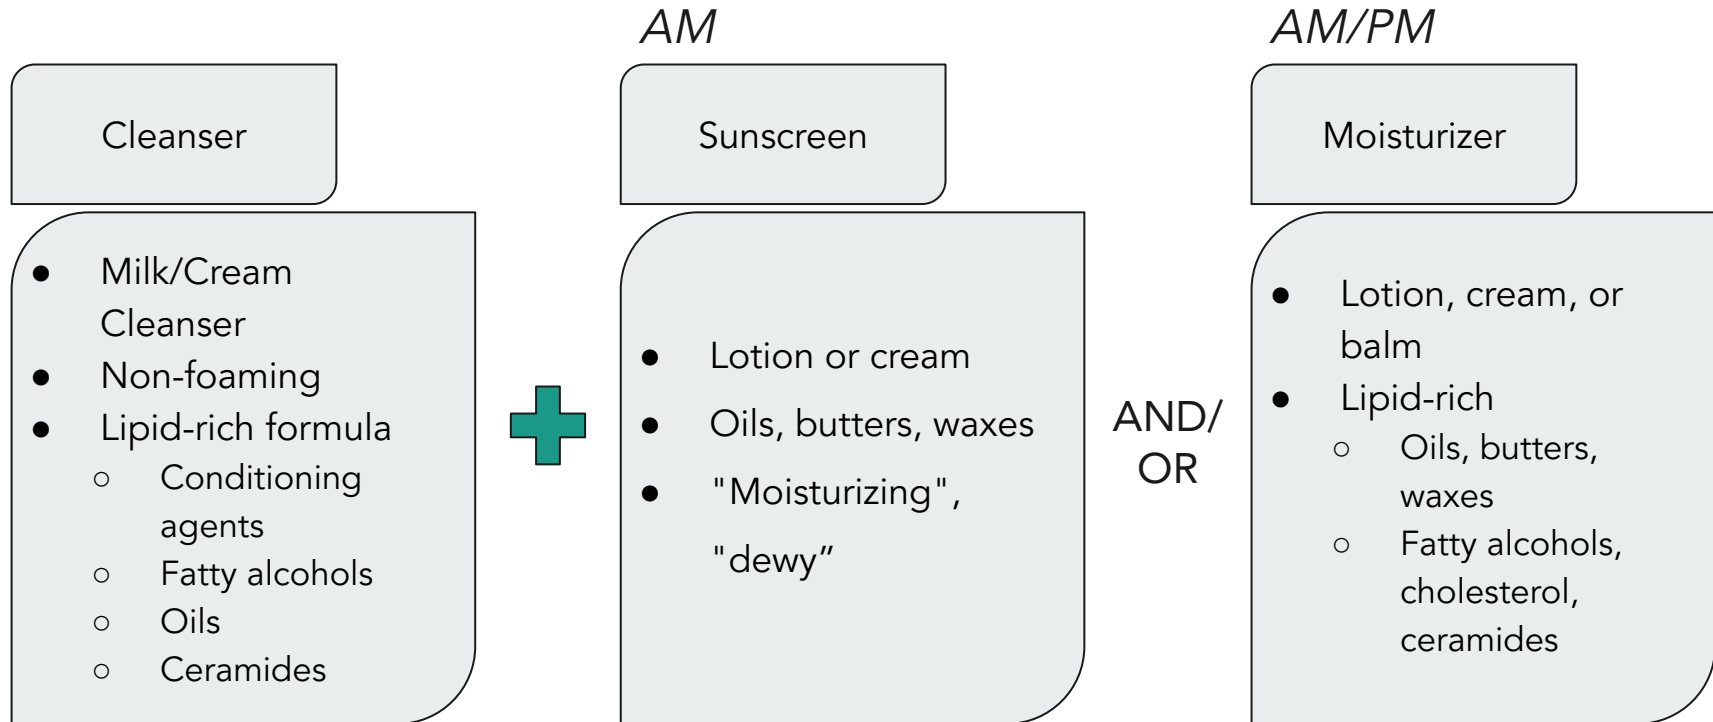 AM
AM/PM
Cleanser
Sunscreen
Moisturizer
● Milk/Cream
Cleanser
● Non-foaming
● Lipid-rich formula
○ Conditioning
agents
○ Fatty alcohols
○ Oils
○ Ceramides
● Lotion or cream
● Oils, butters, waxes
● "Moisturizing",
"dewy”
AND/
OR
● Lotion, cream, or
balm
● Lipid-rich
○ Oils, butters,
waxes
○ Fatty alcohols,
cholesterol,
ceramides